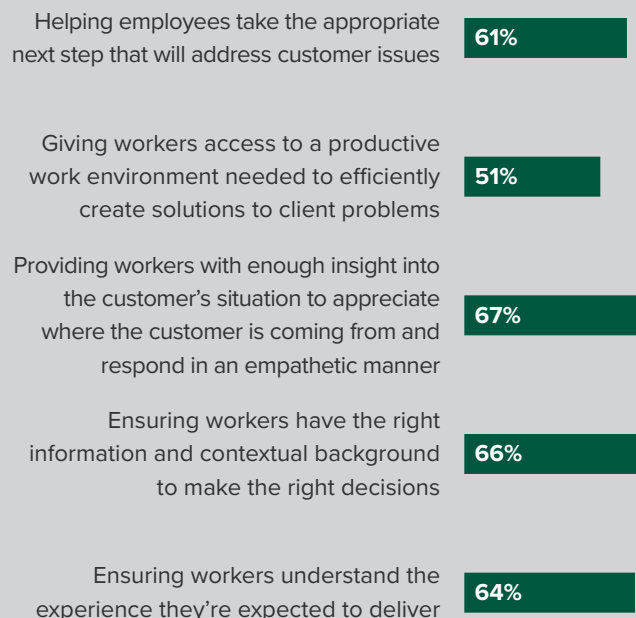 Helping employees take the appropriate
next step that will address customer issues
61%
Giving workers access to a productive
work environment needed to efficiently
create solutions to client problems
51%
Providing workers with enough insight into
the customer’s situation to appreciate
where the customer is coming from and
respond in an empathetic manner
67%
Ensuring workers have the right
information and contextual background
to make the right decisions
66%
Ensuring workers understand the
experience they’re expected to deliver
64%